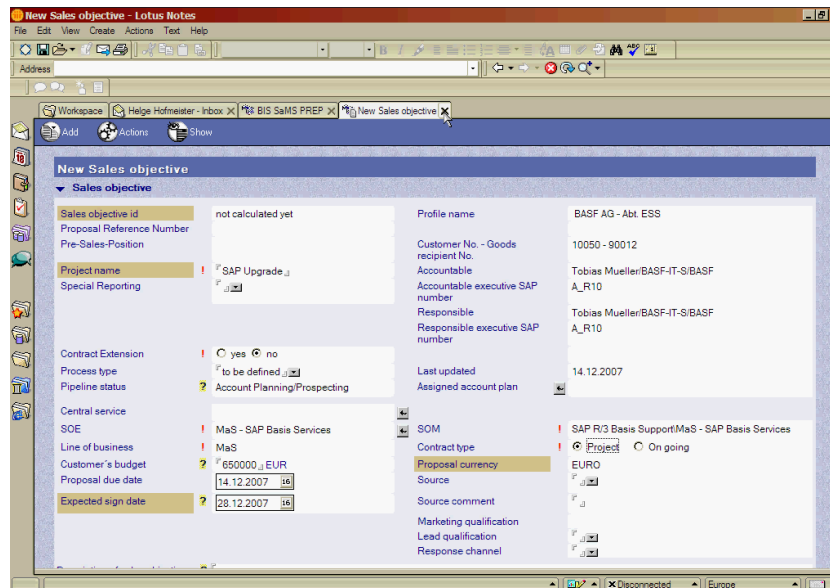 New Sales objective - Lotus Notes
File Edit View Create Actions Text Help
Address
Workspace Helge Hofmeister - Inbox BIS SaMS PREP New Sales objective
Add Actions Show
New Sales objective
Sales objective
Sales objective id not calculated yet Profile name BASF AG - Abt. ESS
Proposal Reference Number
Pre-Sales-Position Customer No. - Goods recipient No. 10050 - 90012
Project name ! SAP Upgrade Accountable Tobias Mueller/BASF-IT-S/BASF
Special Reporting Accountable executive SAP number A_R10
Responsible Tobias Mueller/BASF-IT-S/BASF
Responsible executive SAP number A_R10
Contract Extension ! yes no
Process type to be defined Last updated 14.12.2007
Pipeline status ? Account Planning/Prospecting Assigned account plan
Central service
SOE ! MaS - SAP Basis Services SOM ! SAP R/3 Basis Support\MaS - SAP Basis Services
Line of business ! MaS Contract type ! Project On going
Customer´s budget ? 650000 EUR Proposal currency EURO
Proposal due date 14.12.2007 16 Source
Expected sign date ? 28.12.2007 16 Source comment
Marketing qualification
Lead qualification
Response channel
Disconnected Europe